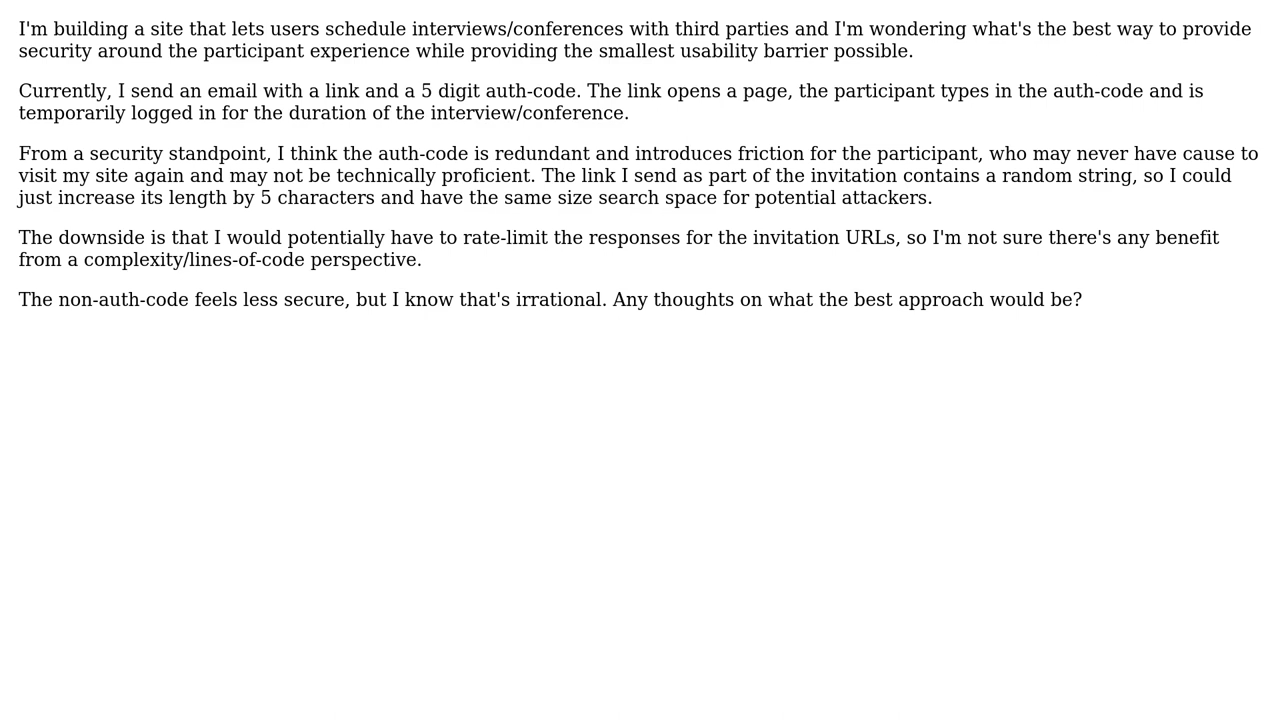 I'm building a site that lets users schedule interviews/conferences with third parties and I'm wondering what's the best way to provide
security around the participant experience while providing the smallest usability barrier possible.
Currently, I send an email with a link and a 5 digit auth-code. The link opens a page, the participant types in the auth-code and is
temporarily logged in for the duration of the interview/conference.
From a security standpoint, I think the auth-code is redundant and introduces friction for the participant, who may never have cause to
visit my site again and may not be technically proficient. The link I send as part of the invitation contains a random string, so I could
just increase its length by 5 characters and have the same size search space for potential attackers.
The downside is that I would potentially have to rate-limit the responses for the invitation URLs, so I'm not sure there's any benefit
from a complexity/lines-of-code perspective.
The non-auth-code feels less secure, but I know that's irrational. Any thoughts on what the best approach would be?